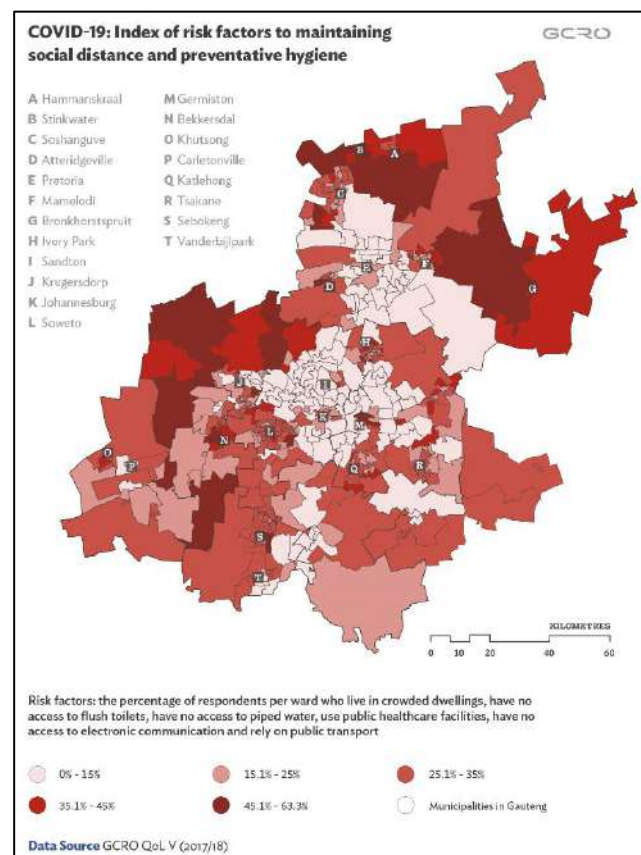 COVID-19: Index of risk factors to maintaining
social distance and preventative hygiene
GCRO
A Hammanskraal
B Stinkwater
C Soshanguve
D Atteridgeville
E Pretoria
F Mamelodi
G Bronkhorstspruit
H Ivory Park
I Sandton
J Krugersdorp
K Johannesburg
L Soweto
M Germiston
N Bekkersdal
O Khutsong
P Carletonville
Q Katlehong
R Tsakane
S Sebokeng
T Vanderbijlpark
B
A
C
E
F
D
G
H
J
I
K
M
L
N
O
P
Q
R
S
T
KILOMETRES
0 10 20 40 60
Risk factors: the percentage of respondents per ward who live in crowded dwellings, have no
access to flush toilets, have no access to piped water, use public healthcare facilities, have no
access to electronic communication and rely on public transport
0% - 15%
15.1% - 25%
25.1% - 35%
35.1% - 45%
45.1% - 63.3%
Municipalities in Gauteng
Data Source GCRO QoL V (2017/18)